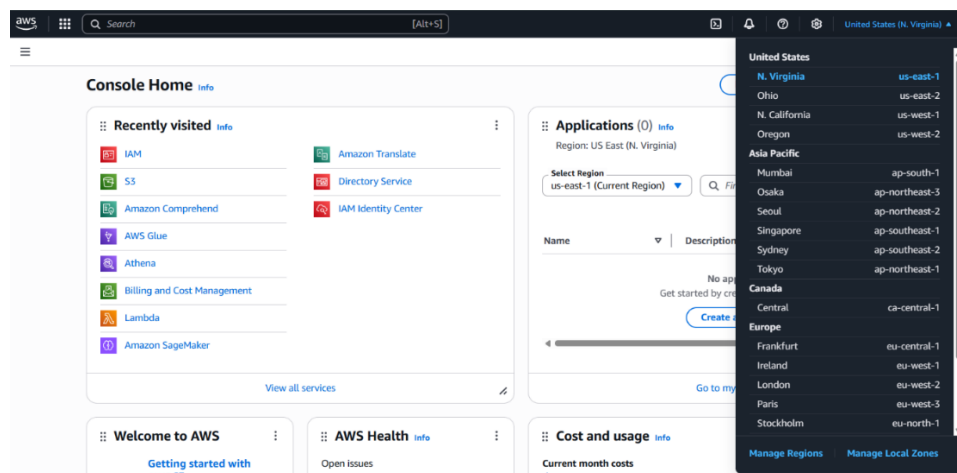 aws
Search [Alt+S]
United States (N. Virginia)
Console Home Info
Recently visited Info
IAM
S3
Amazon Comprehend
AWS Glue
Athena
Billing and Cost Management
Lambda
Amazon SageMaker
Amazon Translate
Directory Service
IAM Identity Center
View all services
Applications (0) Info
Region: US East (N. Virginia)
Select Region
us-east-1 (Current Region)
Name Description
Get started by
Create
Go to my
United States
N. Virginia us-east-1
Ohio us-east-2
N. California us-west-1
Oregon us-west-2
Asia Pacific
Mumbai ap-south-1
Osaka ap-northeast-3
Seoul ap-northeast-2
Singapore ap-southeast-1
Sydney ap-southeast-2
Tokyo ap-northeast-1
Canada
Central ca-central-1
Europe
Frankfurt eu-central-1
Ireland eu-west-1
London eu-west-2
Paris eu-west-3
Stockholm eu-north-1
Manage Regions Manage Local Zones
Welcome to AWS
Getting started with
AWS Health Info
Open issues
Cost and usage Info
Current month costs